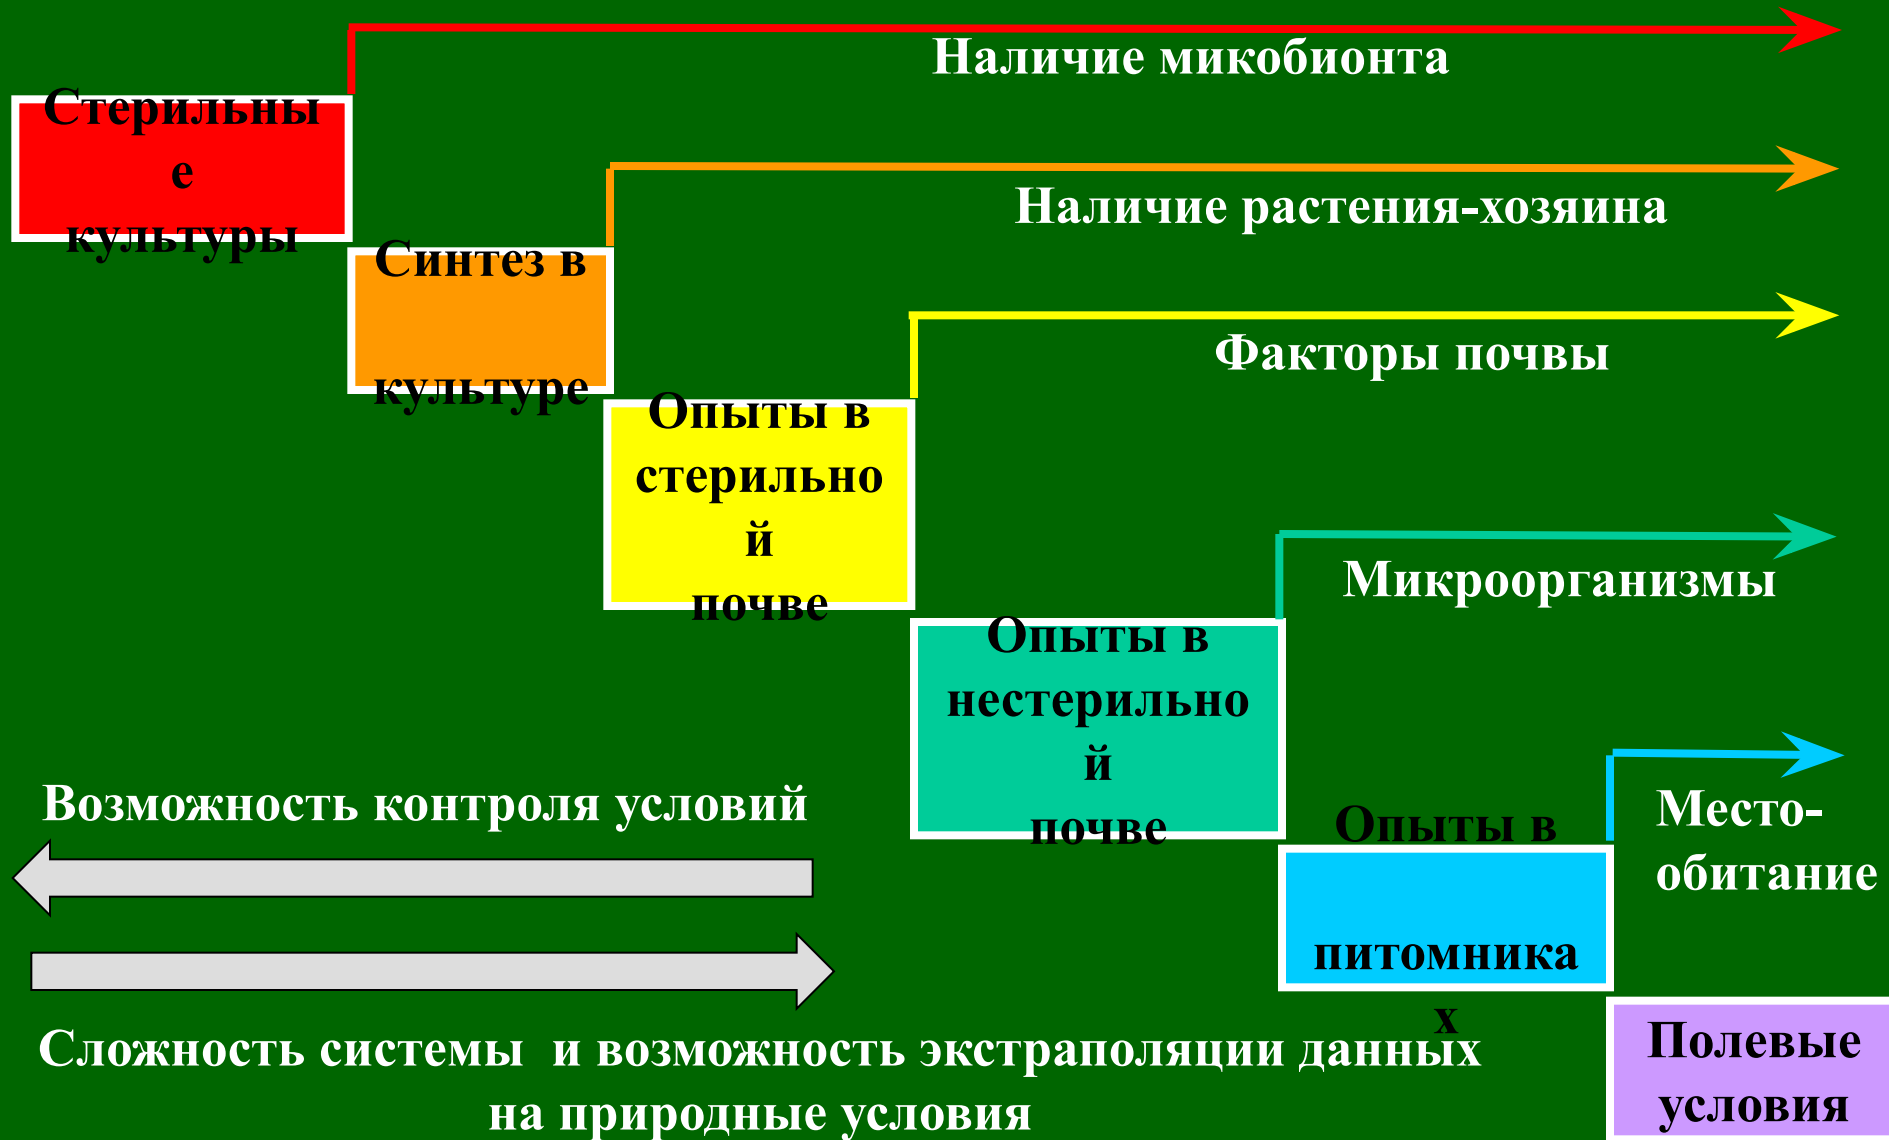 Наличие микобионта
Стерильны
е
культуры
Наличие растения-хозяина
Синтез в
культуре
Факторы почвы
Опыты в
стерильно
й
почве
Микроорганизмы
Опыты в
нестерильно
й
почве
Место-
обитание
Опыты в
питомника
х
Возможность контроля условий
Сложность системы и возможность экстраполяции данных
на природные условия
Полевые
условия